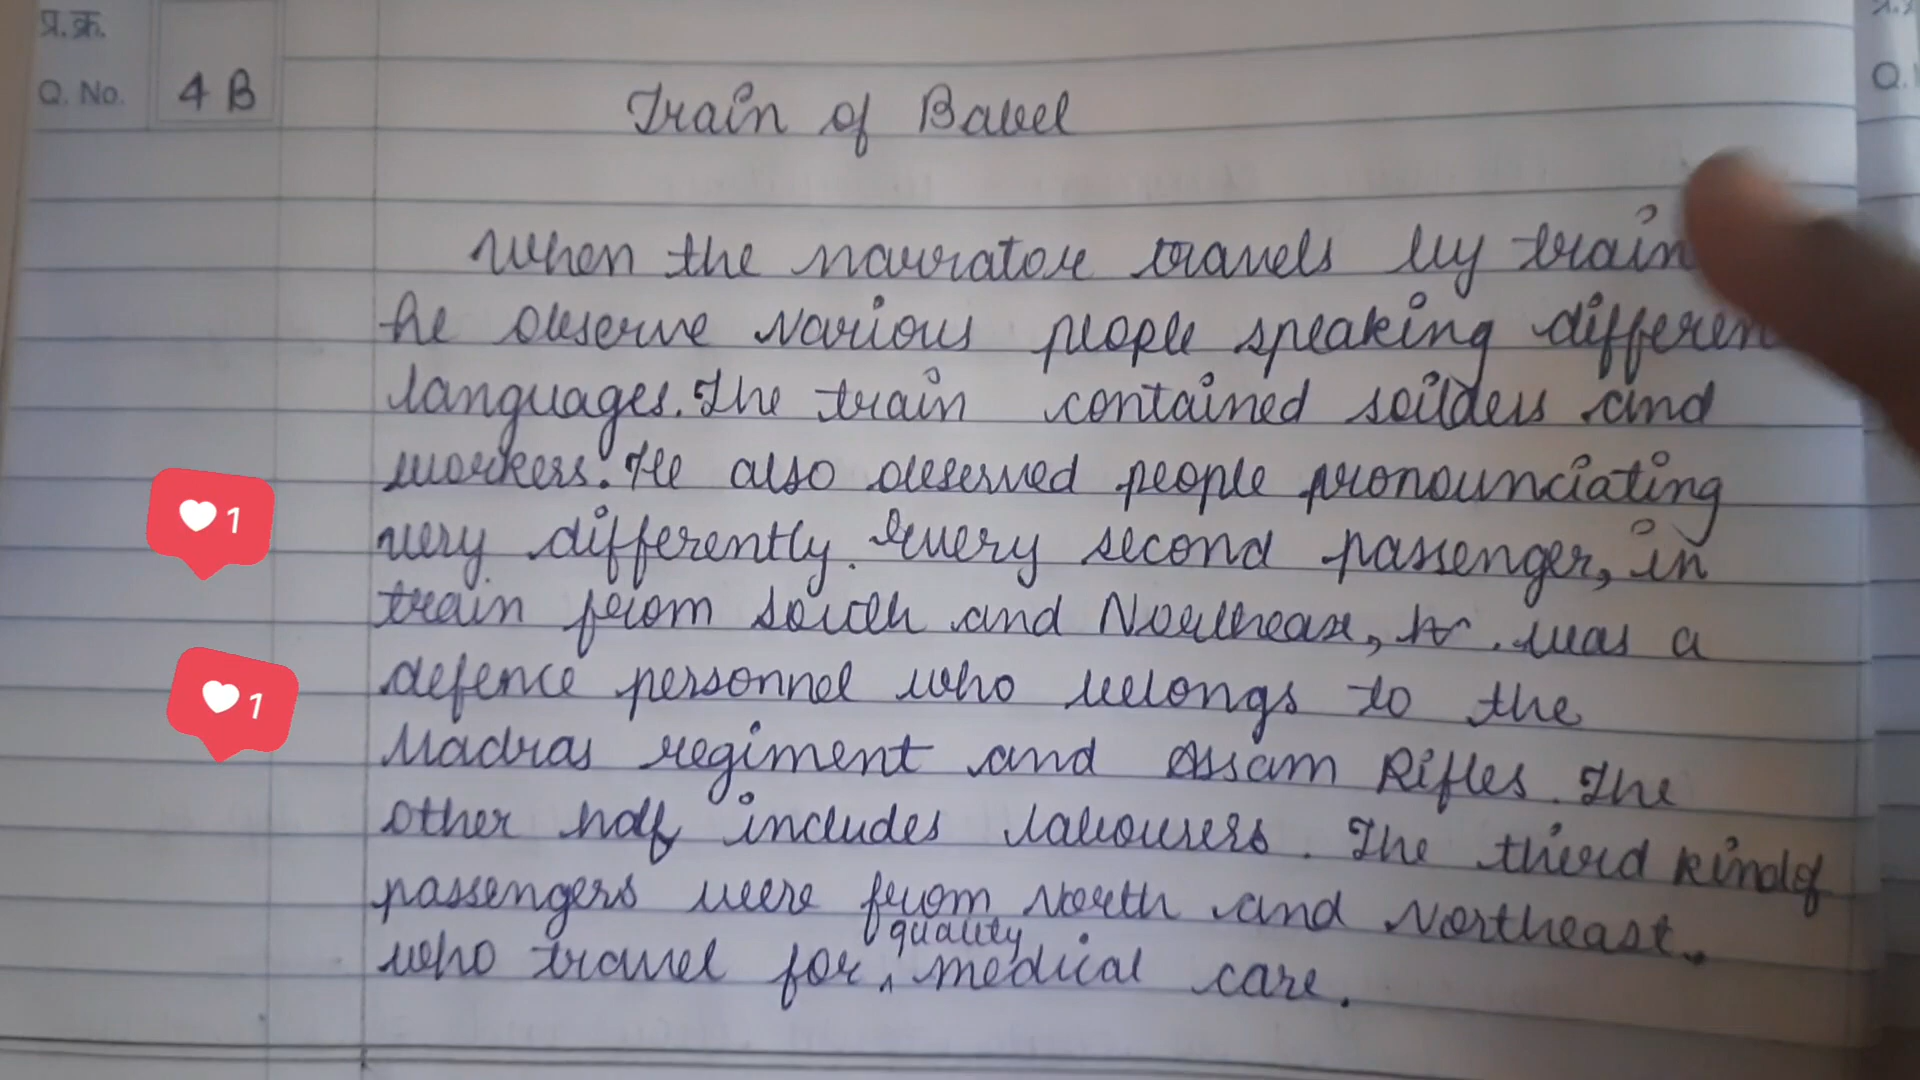 प्र.क्र.
Q. No. 4 B
Q.
Train of Babel
When the narrator travels by train
he observe various people speaking differen
languages. The train contained soilders and
workers. He also observed people pronounciating
very differently. Every second passenger, in
train from south and Northeast, was a
defence personnel who belongs to the
Madras regiment and Assam Rifles. The
other half includes labourers. The third kind of
passengers were from North and Northeast.
quality
who travel for medical care.
1
1